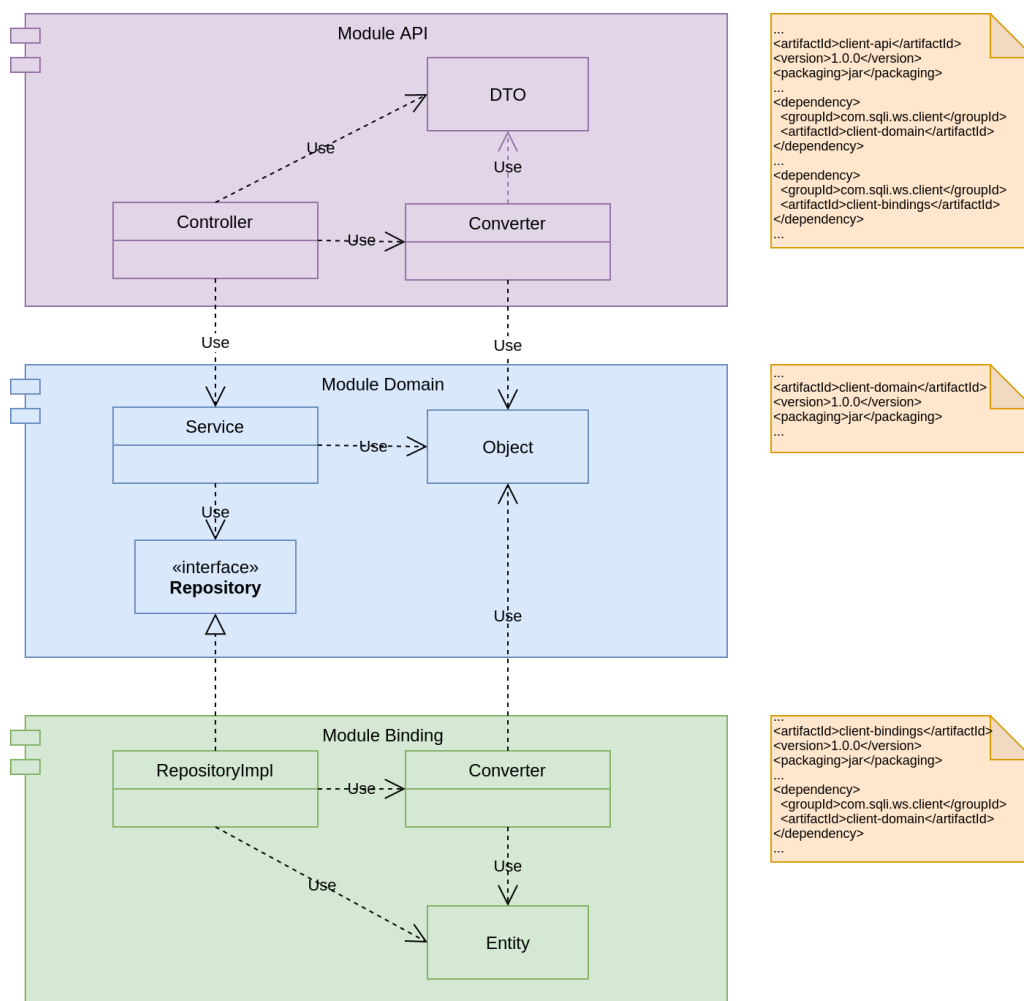 Module API
DTO
Use
Use
Controller
Converter
Use
Use
Use
Module Domain
Service
Use
Object
Use
«interface»
Repository
Use
Module Binding
RepositoryImpl
Use
Converter
Use
Use
Entity
...
<artifactId>client-api</artifactId>
<version>1.0.0</version>
<packaging>jar</packaging>
...
<dependency>
<groupId>com.sqli.ws.client</groupId>
<artifactId>client-domain</artifactId>
</dependency>
...
<dependency>
<groupId>com.sqli.ws.client</groupId>
<artifactId>client-bindings</artifactId>
</dependency>
...
...
<artifactId>client-domain</artifactId>
<version>1.0.0</version>
<packaging>jar</packaging>
...
...
<artifactId>client-bindings</artifactId>
<version>1.0.0</version>
<packaging>jar</packaging>
...
<dependency>
<groupId>com.sqli.ws.client</groupId>
<artifactId>client-domain</artifactId>
</dependency>
...